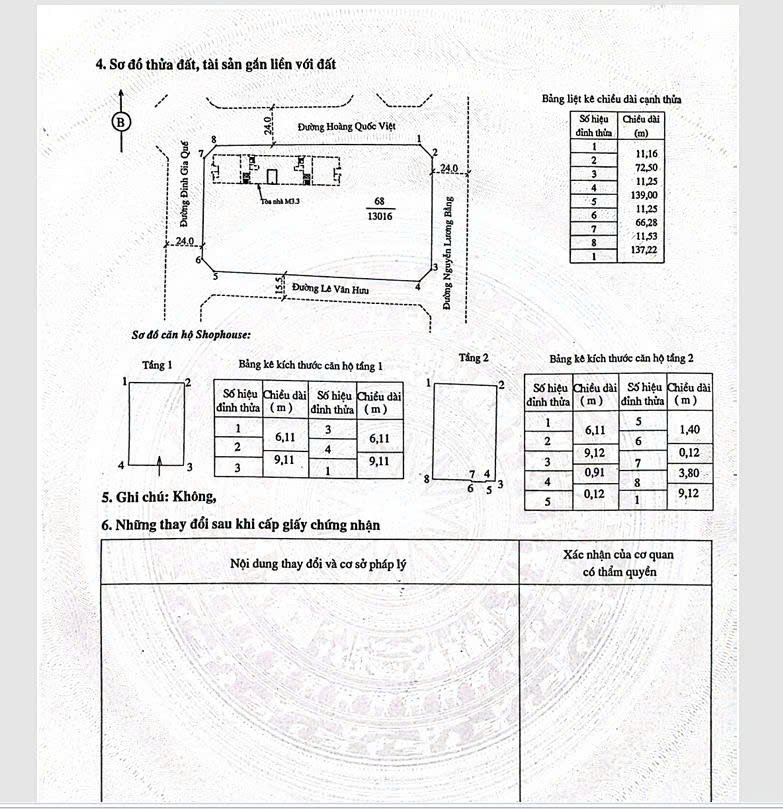 4. Sơ đồ thửa đất, tài sản gắn liền với đất
B
Đường Hoàng Quốc Việt
24.0
8
1
7
2
Đường Đinh Gia Quế
24.0
Tòa nhà M3.3
68
13016
24.0
Đường Nguyễn Lương Bằng
6
5
3
4
15.5
Đường Lê Văn Hưu
Bảng liệt kê chiều dài cạnh thửa
Số hiệu đỉnh thửa
Chiều dài (m)
1
11,16
2
72,50
3
11,25
4
139,00
5
11,25
6
66,28
7
11,53
8
137,22
1
Sơ đồ căn hộ Shophouse:
Tầng 1
1
2
4
3
Bảng kê kích thước căn hộ tầng 1
Số hiệu Chiều dài Số hiệu Chiều dài
đỉnh thửa ( m ) đỉnh thửa ( m )
1 3
6,11 6,11
2 4
9,11 9,11
3 1
Tầng 2
1
2
8
7 4
3
6 5
Bảng kê kích thước căn hộ tầng 2
Số hiệu Chiều dài Số hiệu Chiều dài
đỉnh thửa ( m ) đỉnh thửa ( m )
1 5
6,11 1,40
2 6
9,12 0,12
3 7
0,91 3,80
4 8
0,12 9,12
5 1
5. Ghi chú: Không,
6. Những thay đổi sau khi cấp giấy chứng nhận
Nội dung thay đổi và cơ sở pháp lý
Xác nhận của cơ quan
có thẩm quyền